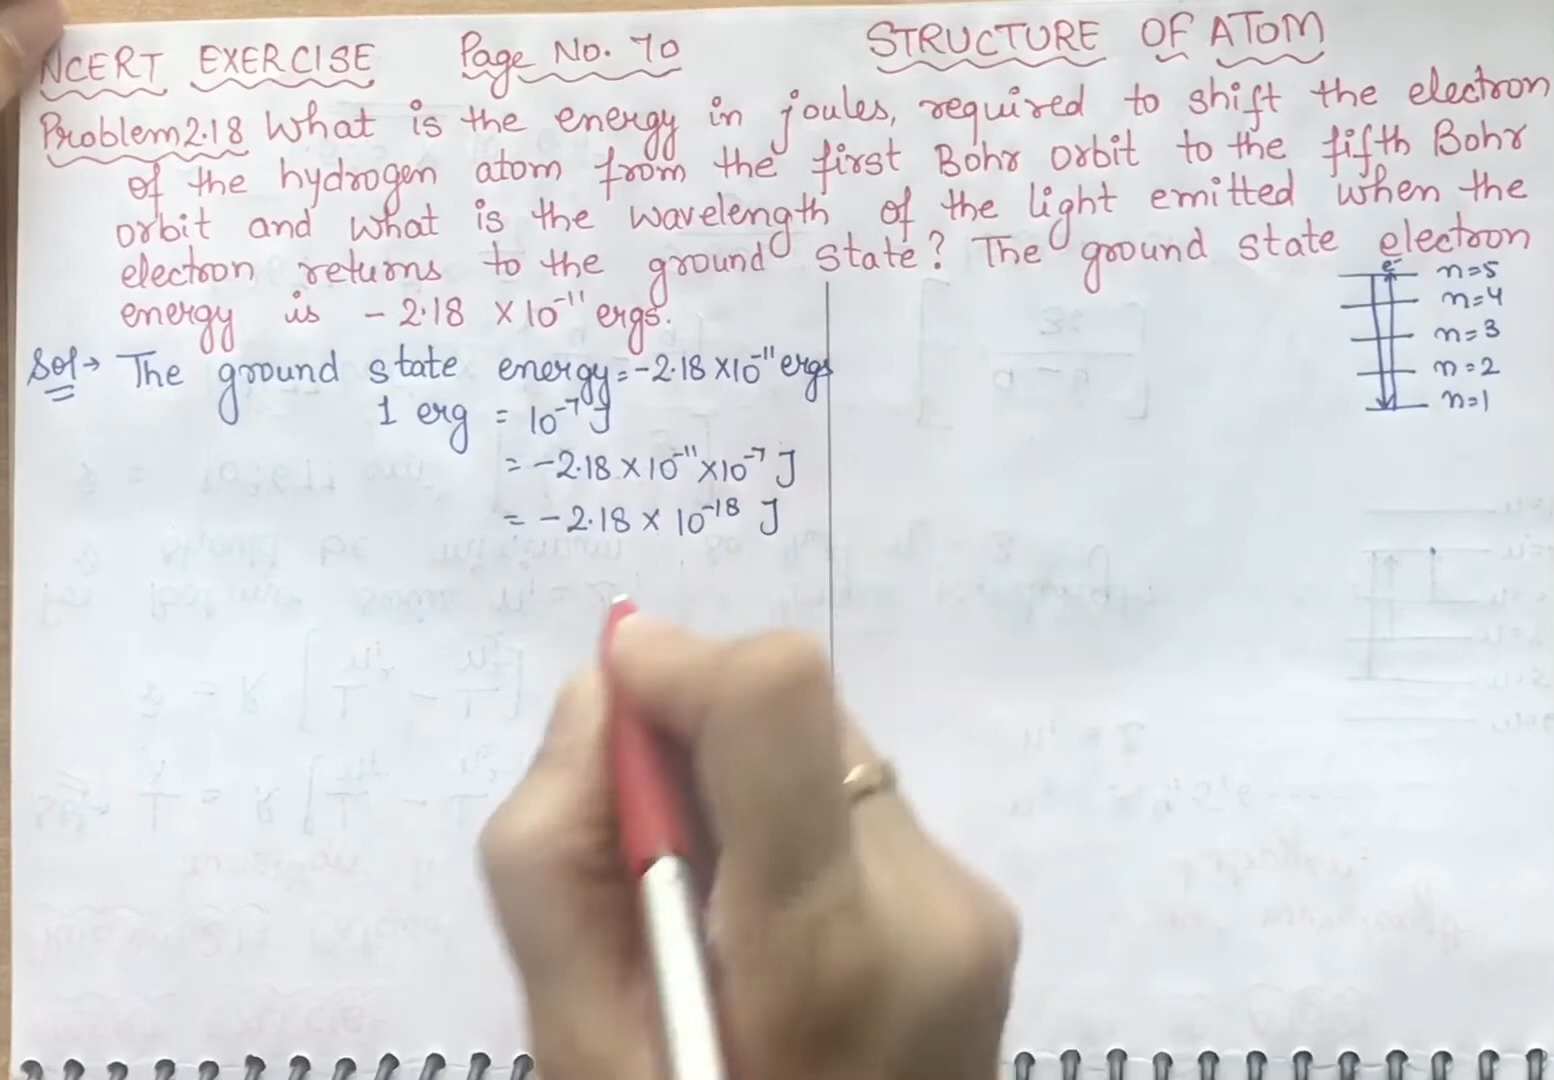 NCERT EXERCISE Page No. 70 STRUCTURE OF ATOM
Problem 2.18 What is the energy in joules, required to shift the electron
of the hydrogen atom from the first Bohr orbit to the fifth Bohr
orbit and what is the wavelength of the light emitted when the
electron returns to the ground state? The ground state electron
energy is - 2.18 × 10⁻¹¹ ergs.
e⁻ n=5
n=4
n=3
n=2
n=1
Sol→ The ground state energy = -2.18 ×10⁻¹¹ ergs
1 erg = 10⁻⁷ J
= -2.18 × 10⁻¹¹ ×10⁻⁷ J
= -2.18 × 10⁻¹⁸ J